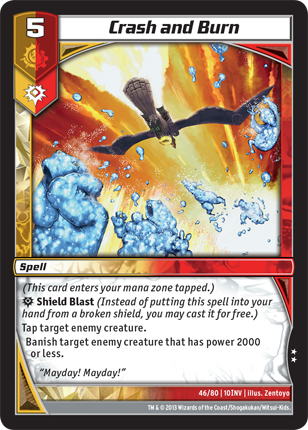 5
Crash and Burn
Spell
(This card enters your mana zone tapped.)
Shield Blast (Instead of putting this spell into
your hand from a broken shield, you may cast it for free.)
Tap target enemy creature.
Banish target enemy creature that has power 2000
or less.
“Mayday! Mayday!”
46/80 | 10INV | illus. Zentoyo
TM & © 2013 Wizards of the Coast/Shogakukan/Mitsui-Kids.